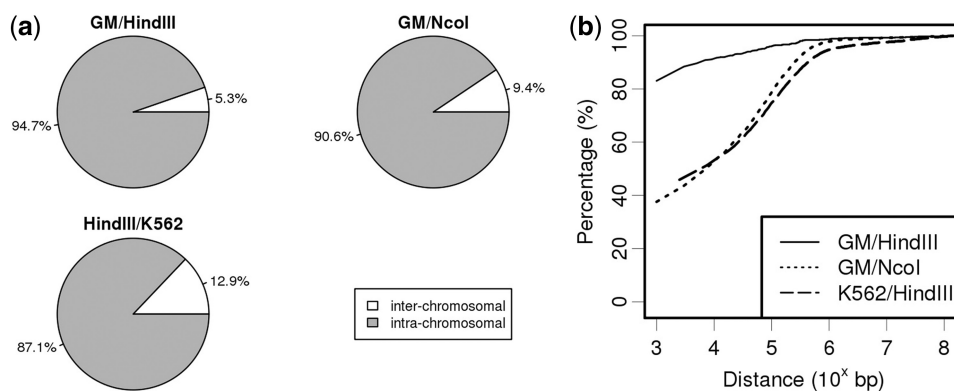 (a)
GM/HindIII
5.3%
94.7%
GM/NcoI
9.4%
90.6%
HindIII/K562
12.9%
87.1%
inter-chromosomal
intra-chromosomal
(b)
Percentage (%)
100
80
60
40
20
0
GM/HindIII
GM/NcoI
K562/HindIII
3 4 5 6 7 8
Distance (10^x bp)